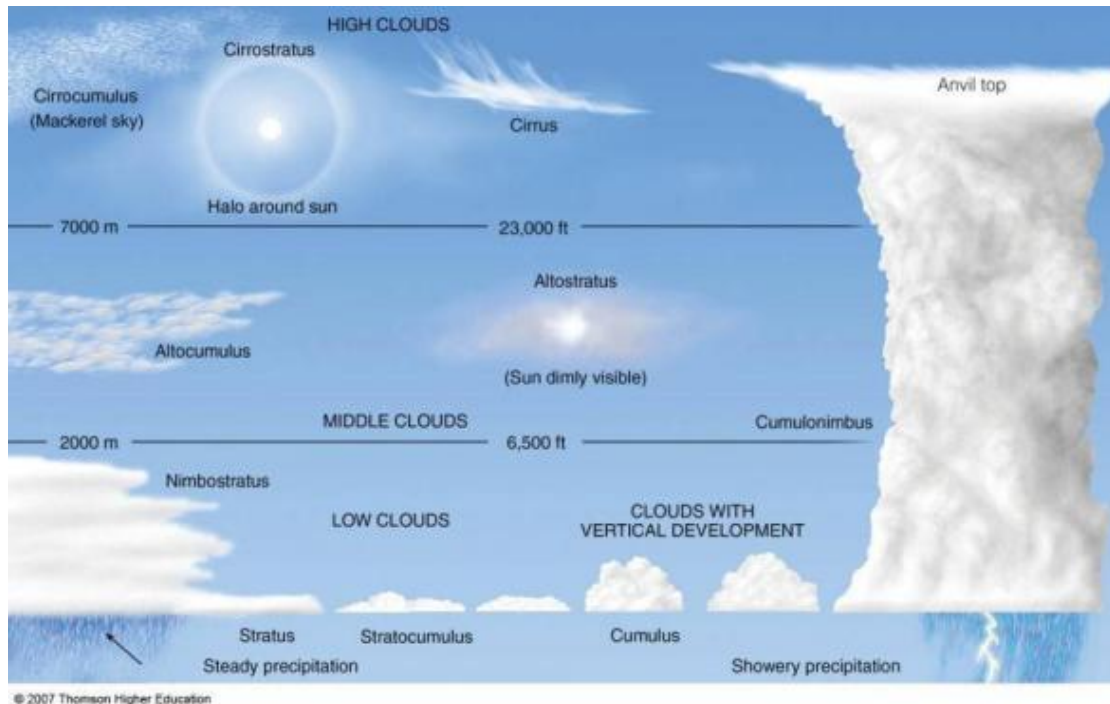 HIGH CLOUDS
Cirrostratus
Cirrocumulus
(Mackerel sky)
Cirrus
Anvil top
Halo around sun
7000 m
23,000 ft
Altostratus
Altocumulus
(Sun dimly visible)
MIDDLE CLOUDS
Cumulonimbus
2000 m
6,500 ft
Nimbostratus
LOW CLOUDS
CLOUDS WITH
VERTICAL DEVELOPMENT
Stratus
Stratocumulus
Cumulus
Steady precipitation
Showery precipitation
© 2007 Thomson Higher Education